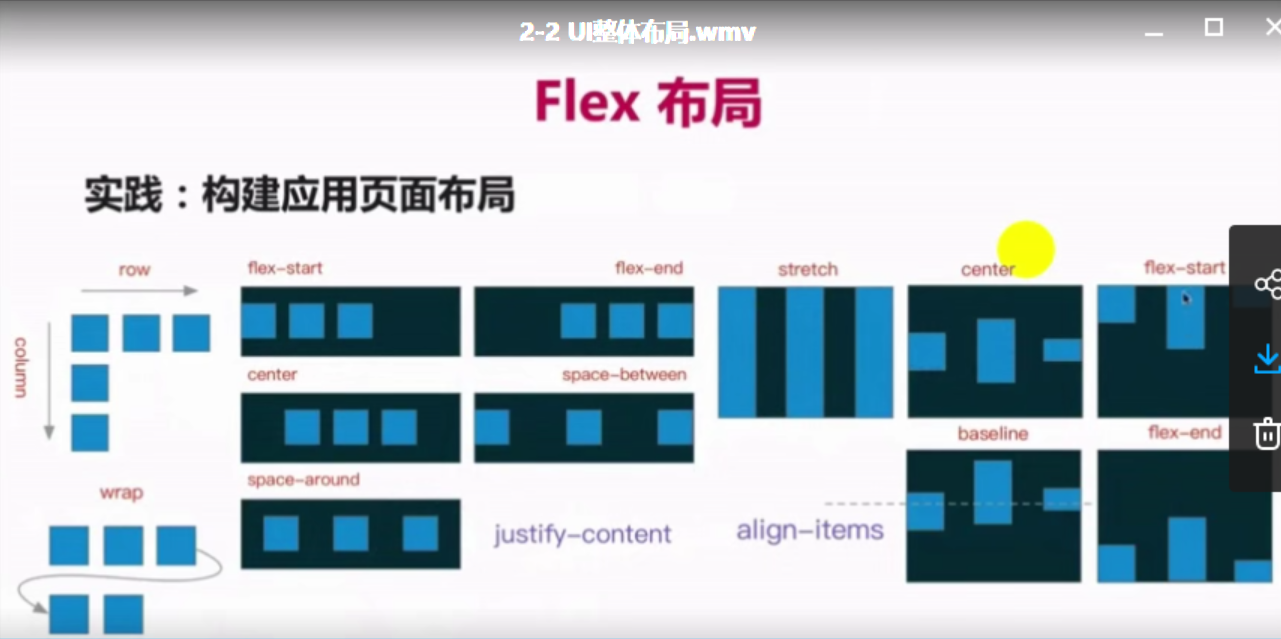 2-2 UI整体布局.wmv
Flex 布局
实践：构建应用页面布局
row
column
wrap
flex-start
flex-end
center
space-between
space-around
justify-content
stretch
center
flex-start
baseline
flex-end
align-items